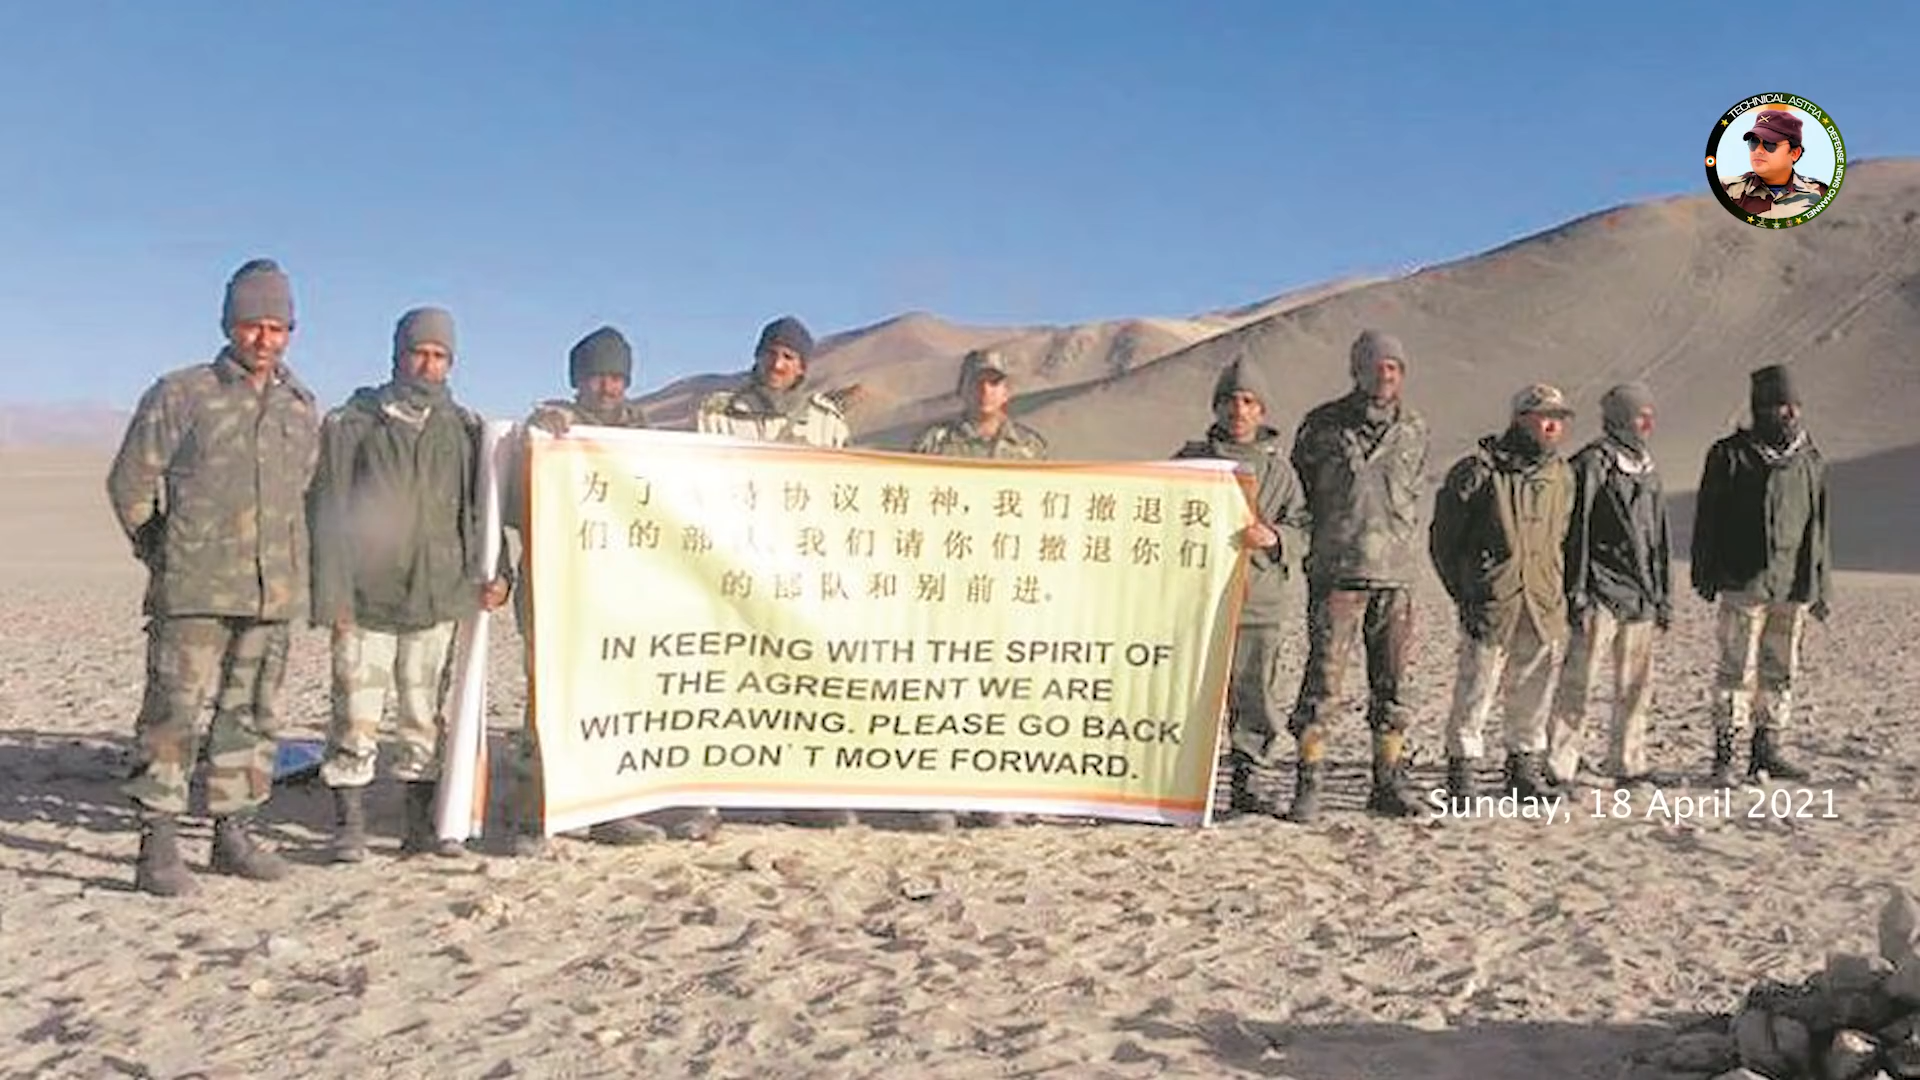 TECHNICAL ASTRA
DEFENSE NEWS CHANNEL
为了 持协议精神,我们撤退我
们的部队,我们请你们撤退你们
的部队和别前进。
IN KEEPING WITH THE SPIRIT OF
THE AGREEMENT WE ARE
WITHDRAWING. PLEASE GO BACK
AND DON' T MOVE FORWARD.
Sunday, 18 April 2021